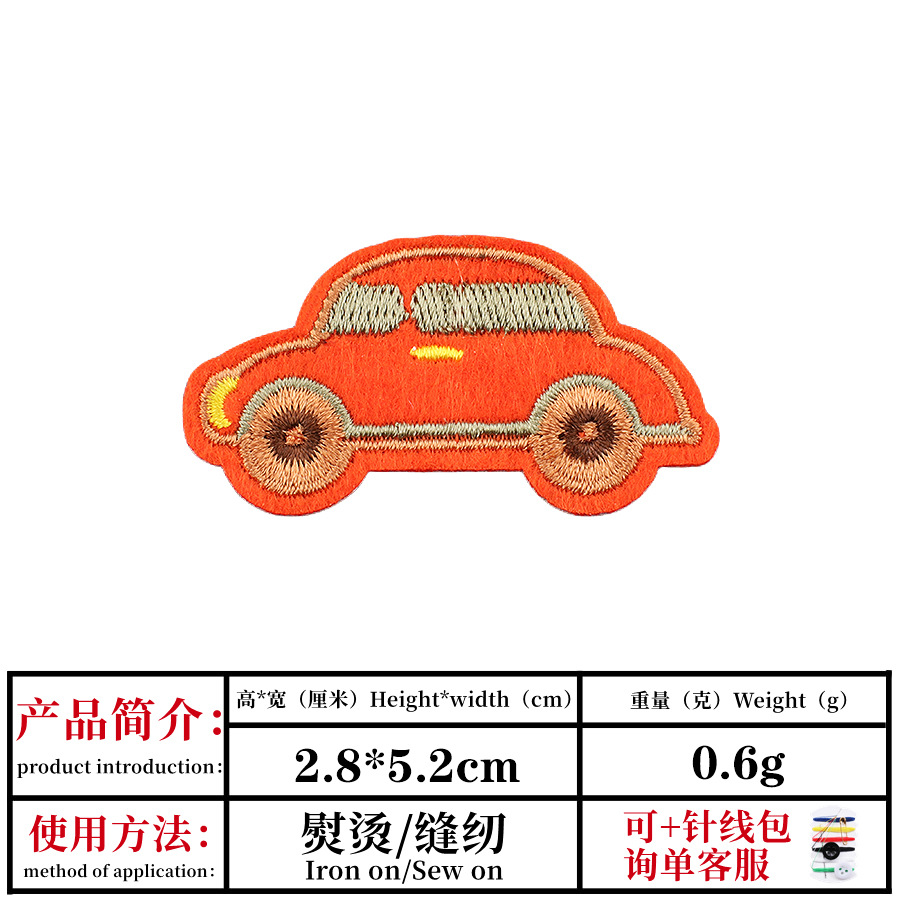 产品简介：
product introduction：
高*宽（厘米）Height*width（cm）
重量（克）Weight（g）
2.8*5.2cm
0.6g
使用方法：
method of application：
熨烫/缝纫
Iron on/Sew on
可+针线包
询单客服